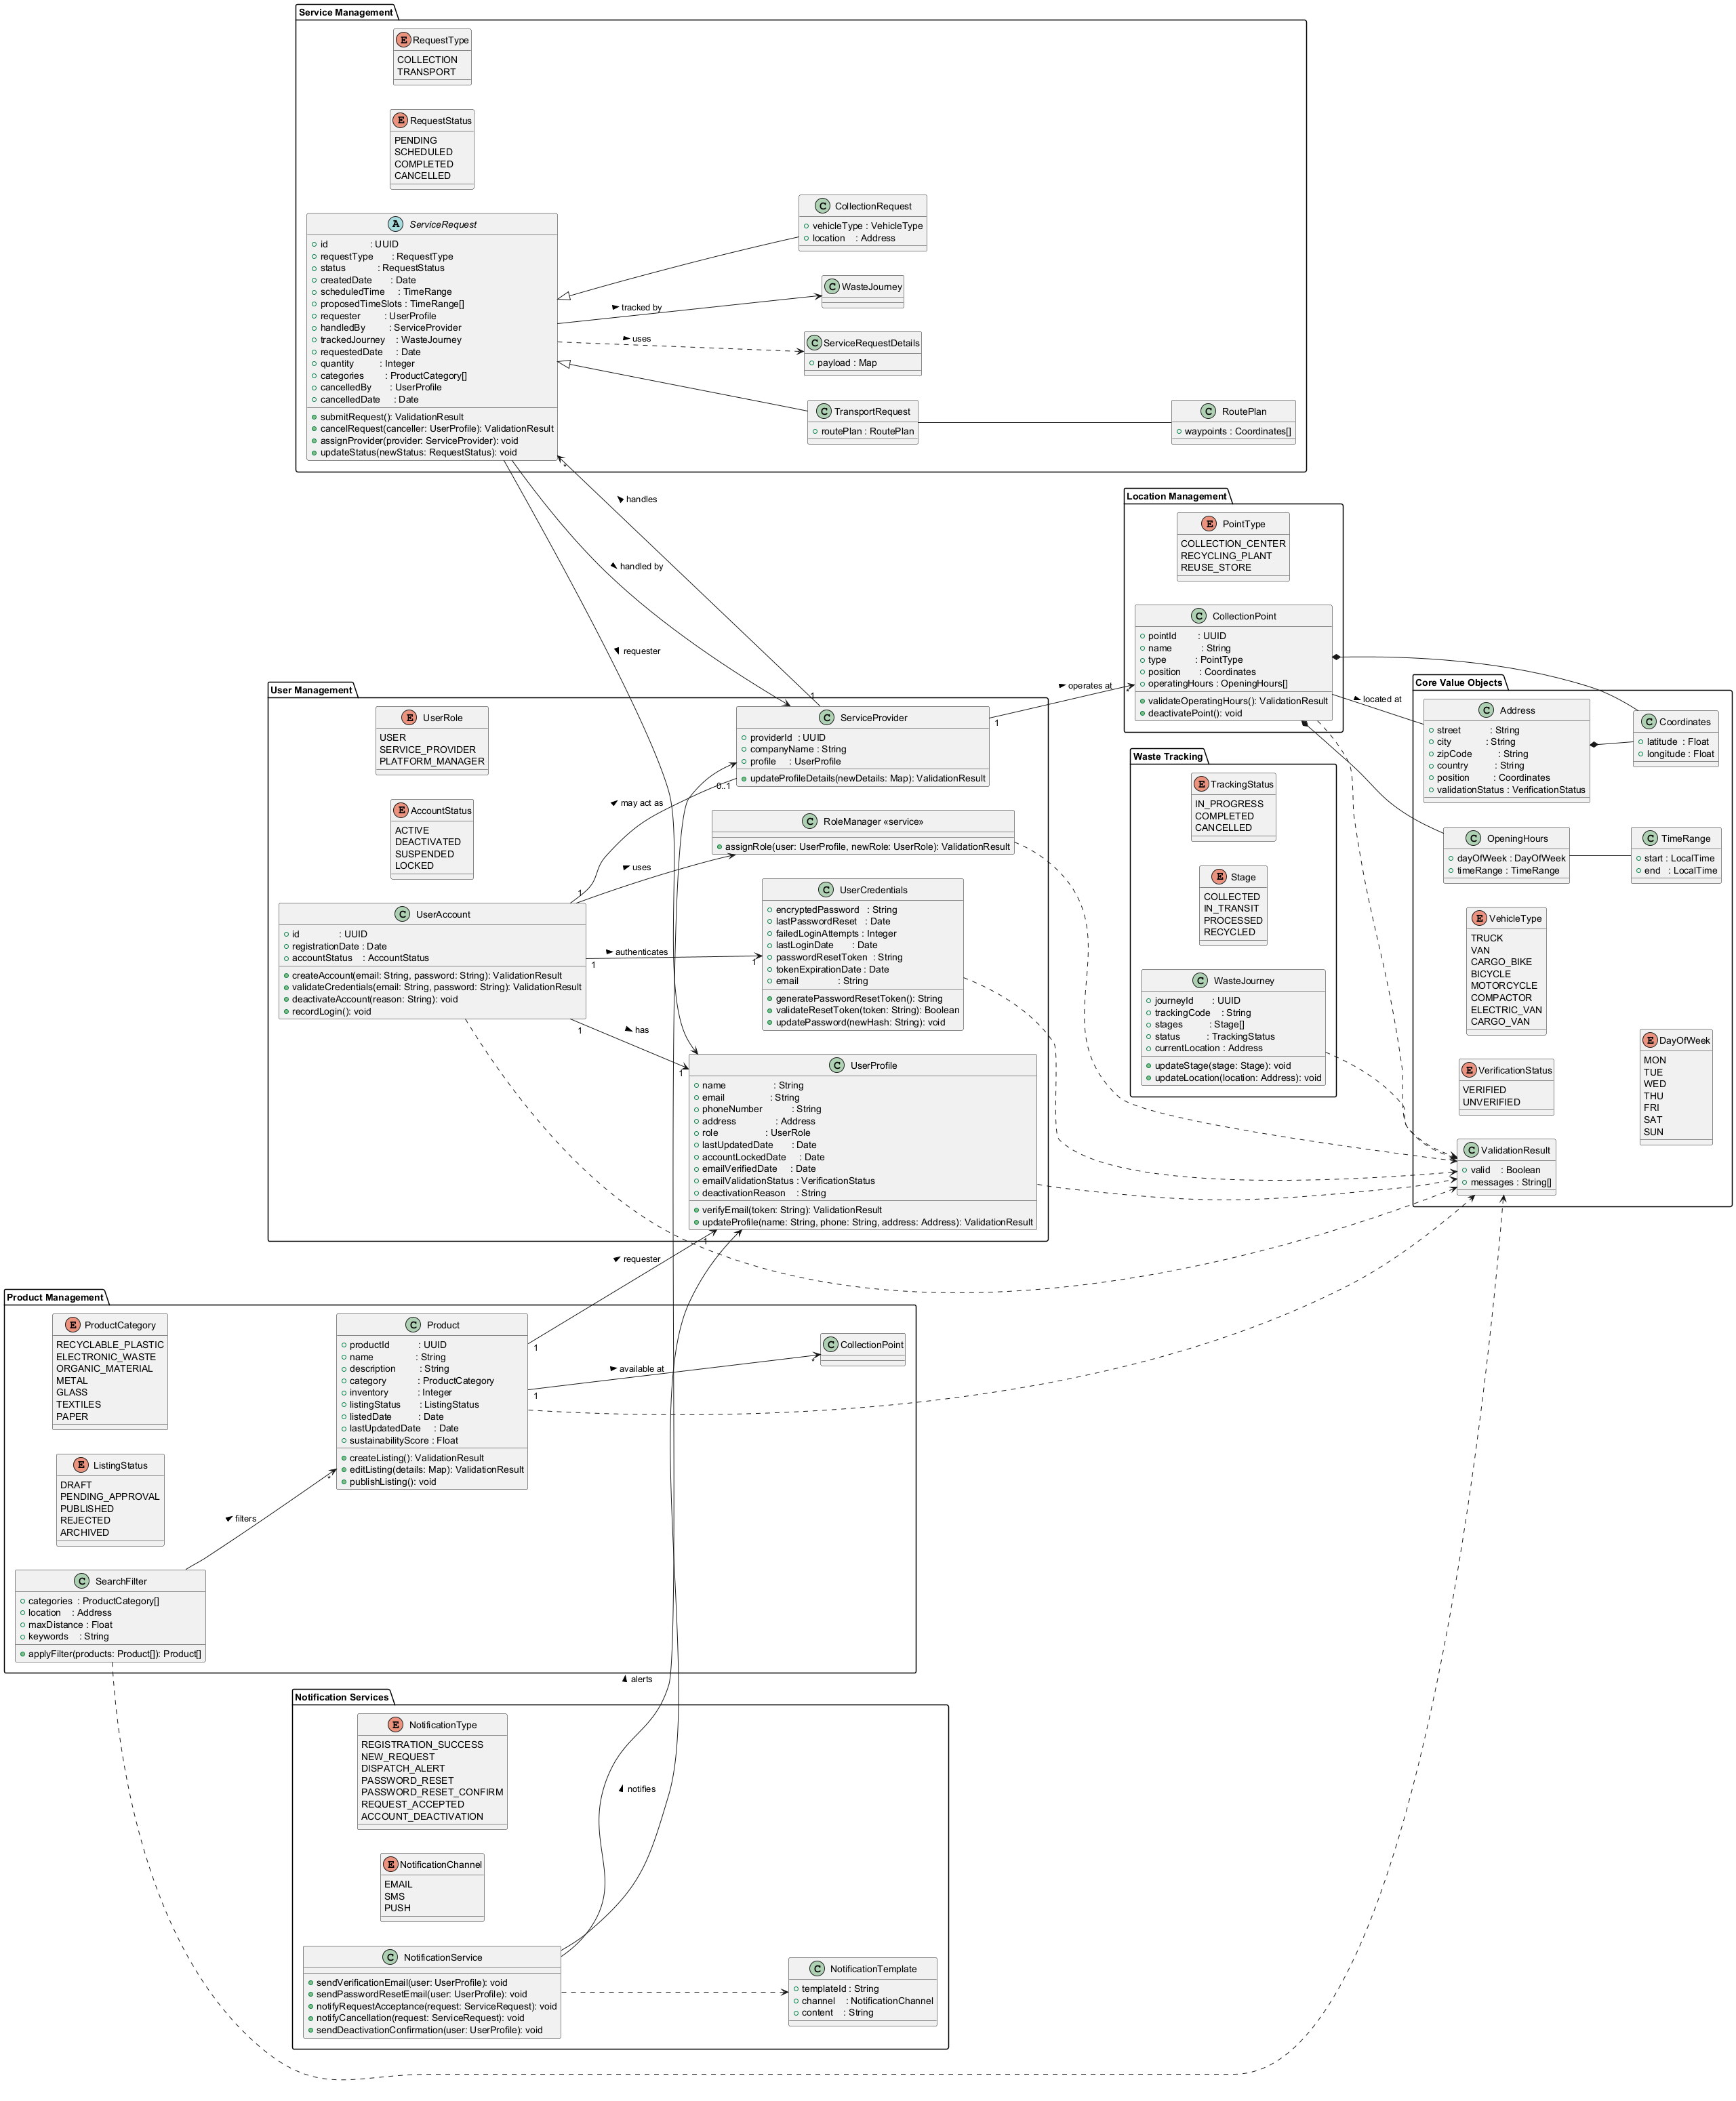 Service Management
E RequestType
COLLECTION
TRANSPORT
E RequestStatus
PENDING
SCHEDULED
COMPLETED
CANCELLED
A ServiceRequest
id : UUID
requestType : RequestType
status : RequestStatus
createdDate : Date
scheduledTime : TimeRange
proposedTimeSlots : TimeRange[]
requester : UserProfile
handledBy : ServiceProvider
trackedJourney : WasteJourney
requestedDate : Date
quantity : Integer
categories : ProductCategory[]
cancelledBy : UserProfile
cancelledDate : Date
submitRequest(): ValidationResult
cancelRequest(canceller: UserProfile): ValidationResult
assignProvider(provider: ServiceProvider): void
updateStatus(newStatus: RequestStatus): void
C CollectionRequest
vehicleType : VehicleType
location : Address
tracked by
C WasteJourney
uses
C ServiceRequestDetails
payload : Map
C TransportRequest
routePlan : RoutePlan
C RoutePlan
waypoints : Coordinates[]
*
handles
handled by
requester
Location Management
E PointType
COLLECTION_CENTER
RECYCLING_PLANT
REUSE_STORE
C CollectionPoint
pointId : UUID
name : String
type : PointType
position : Coordinates
operatingHours : OpeningHours[]
validateOperatingHours(): ValidationResult
deactivatePoint(): void
operates at
1
*
located at
User Management
E UserRole
USER
SERVICE_PROVIDER
PLATFORM_MANAGER
E AccountStatus
ACTIVE
DEACTIVATED
SUSPENDED
LOCKED
C UserAccount
id : UUID
registrationDate : Date
accountStatus : AccountStatus
createAccount(email: String, password: String): ValidationResult
validateCredentials(email: String, password: String): ValidationResult
deactivateAccount(reason: String): void
recordLogin(): void
1
C ServiceProvider
providerId : UUID
companyName : String
profile : UserProfile
updateProfileDetails(newDetails: Map): ValidationResult
0..1
may act as
1
uses
C RoleManager «service»
assignRole(user: UserProfile, newRole: UserRole): ValidationResult
authenticates
1
1
C UserCredentials
encryptedPassword : String
lastPasswordReset : Date
failedLoginAttempts : Integer
lastLoginDate : Date
passwordResetToken : String
tokenExpirationDate : Date
email : String
generatePasswordResetToken(): String
validateResetToken(token: String): Boolean
updatePassword(newHash: String): void
1
has
1
C UserProfile
name : String
email : String
phoneNumber : String
address : Address
role : UserRole
lastUpdatedDate : Date
accountLockedDate : Date
emailVerifiedDate : Date
emailValidationStatus : VerificationStatus
deactivationReason : String
verifyEmail(token: String): ValidationResult
updateProfile(name: String, phone: String, address: Address): ValidationResult
Waste Tracking
E TrackingStatus
IN_PROGRESS
COMPLETED
CANCELLED
E Stage
COLLECTED
IN_TRANSIT
PROCESSED
RECYCLED
C WasteJourney
journeyId : UUID
trackingCode : String
stages : Stage[]
status : TrackingStatus
currentLocation : Address
updateStage(stage: Stage): void
updateLocation(location: Address): void
Core Value Objects
C Address
street : String
city : String
zipCode : String
country : String
position : Coordinates
validationStatus : VerificationStatus
C Coordinates
latitude : Float
longitude : Float
C OpeningHours
dayOfWeek : DayOfWeek
timeRange : TimeRange
C TimeRange
start : LocalTime
end : LocalTime
E VehicleType
TRUCK
VAN
CARGO_BIKE
BICYCLE
MOTORCYCLE
COMPACTOR
ELECTRIC_VAN
CARGO_VAN
E VerificationStatus
VERIFIED
UNVERIFIED
E DayOfWeek
MON
TUE
WED
THU
FRI
SAT
SUN
C ValidationResult
valid : Boolean
messages : String[]
Product Management
E ProductCategory
RECYCLABLE_PLASTIC
ELECTRONIC_WASTE
ORGANIC_MATERIAL
METAL
GLASS
TEXTILES
PAPER
E ListingStatus
DRAFT
PENDING_APPROVAL
PUBLISHED
REJECTED
ARCHIVED
C SearchFilter
categories : ProductCategory[]
location : Address
maxDistance : Float
keywords : String
applyFilter(products: Product[]): Product[]
filters
*
C Product
productId : UUID
name : String
description : String
category : ProductCategory
inventory : Integer
listingStatus : ListingStatus
listedDate : Date
lastUpdatedDate : Date
sustainabilityScore : Float
createListing(): ValidationResult
editListing(details: Map): ValidationResult
publishListing(): void
requester
1
1
available at
1
*
C CollectionPoint
alerts
notifies
Notification Services
E NotificationType
REGISTRATION_SUCCESS
NEW_REQUEST
DISPATCH_ALERT
PASSWORD_RESET
PASSWORD_RESET_CONFIRM
REQUEST_ACCEPTED
ACCOUNT_DEACTIVATION
E NotificationChannel
EMAIL
SMS
PUSH
C NotificationService
sendVerificationEmail(user: UserProfile): void
sendPasswordResetEmail(user: UserProfile): void
notifyRequestAcceptance(request: ServiceRequest): void
notifyCancellation(request: ServiceRequest): void
sendDeactivationConfirmation(user: UserProfile): void
C NotificationTemplate
templateId : String
channel : NotificationChannel
content : String